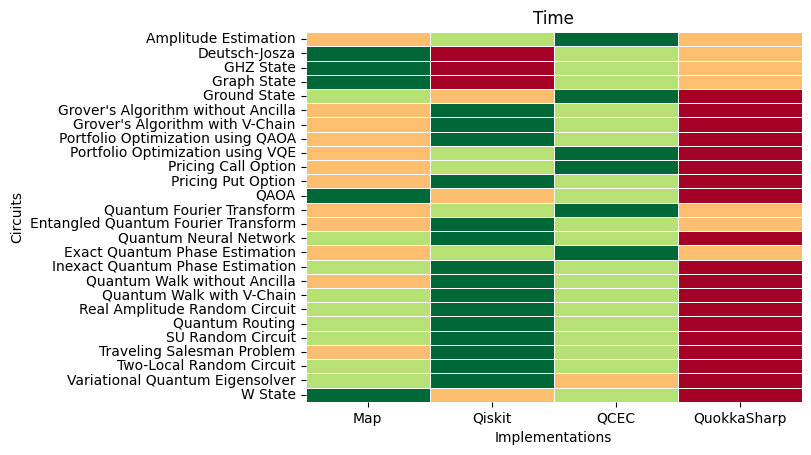 Time
Circuits
Amplitude Estimation
Deutsch-Josza
GHZ State
Graph State
Ground State
Grover's Algorithm without Ancilla
Grover's Algorithm with V-Chain
Portfolio Optimization using QAOA
Portfolio Optimization using VQE
Pricing Call Option
Pricing Put Option
QAOA
Quantum Fourier Transform
Entangled Quantum Fourier Transform
Quantum Neural Network
Exact Quantum Phase Estimation
Inexact Quantum Phase Estimation
Quantum Walk without Ancilla
Quantum Walk with V-Chain
Real Amplitude Random Circuit
Quantum Routing
SU Random Circuit
Traveling Salesman Problem
Two-Local Random Circuit
Variational Quantum Eigensolver
W State
Map Qiskit QCEC QuokkaSharp
Implementations